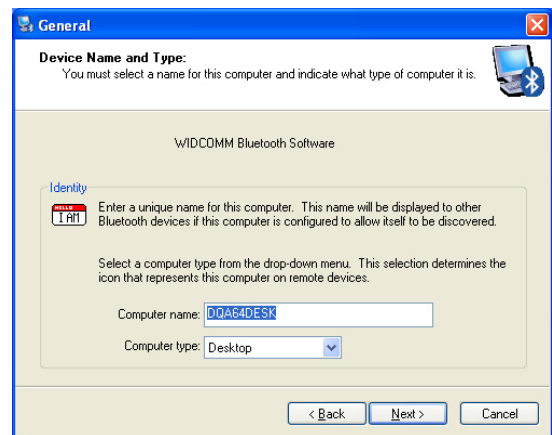 General
Device Name and Type:
You must select a name for this computer and indicate what type of computer it is.
WIDCOMM Bluetooth Software
Identity
HELLO
I AM
Enter a unique name for this computer. This name will be displayed to other
Bluetooth devices if this computer is configured to allow itself to be discovered.
Select a computer type from the drop-down menu. This selection determines the
icon that represents this computer on remote devices.
Computer name: DQA64DESK
Computer type: Desktop
< Back Next > Cancel